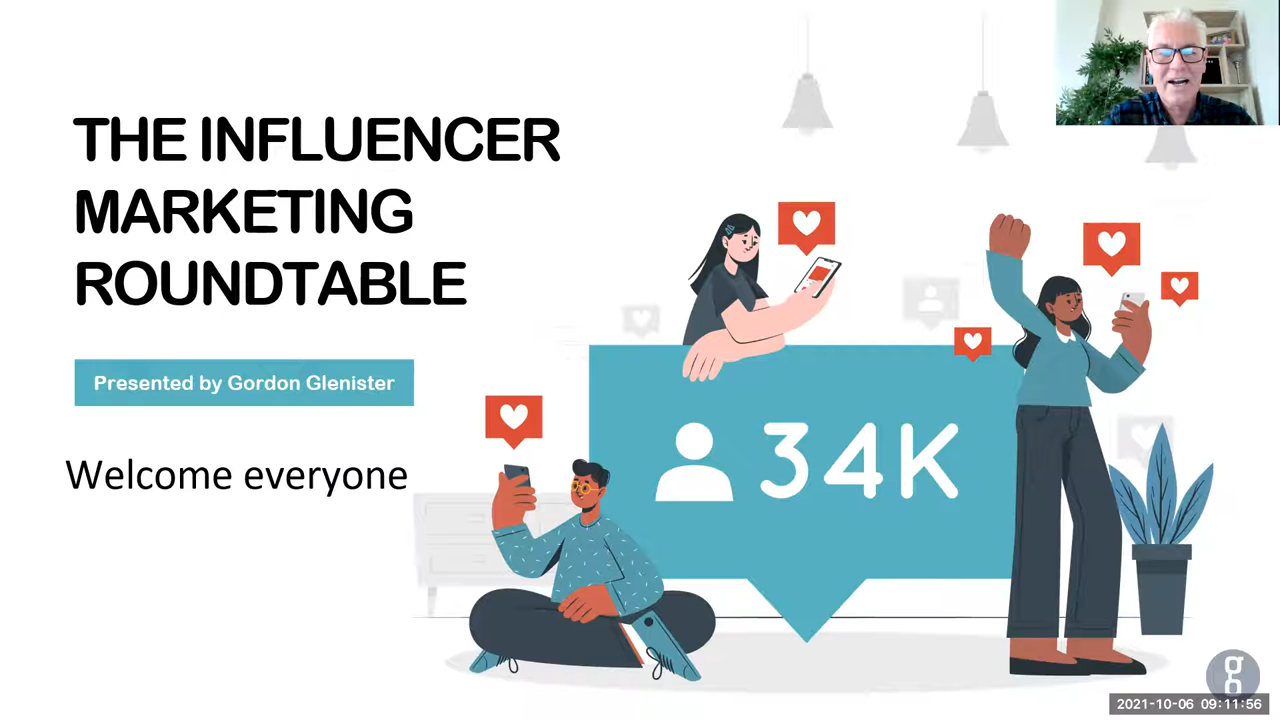 THE INFLUENCER
MARKETING
ROUNDTABLE
Presented by Gordon Glenister
Welcome everyone
34K
g
2021-10-06 09:11:56